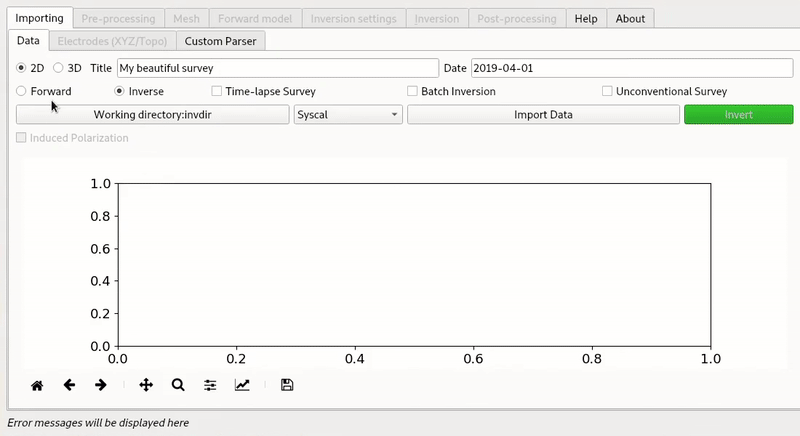 Importing Pre-processing Mesh Forward model Inversion settings Inversion Post-processing Help About
Data Electrodes (XYZ/Topo) Custom Parser
2D 3D Title My beautiful survey Date 2019-04-01
Forward Inverse Time-lapse Survey Batch Inversion Unconventional Survey
Working directory:invdir Syscal Import Data Invert
Induced Polarization
1.0
0.8
0.6
0.4
0.2
0.0
0.0 0.2 0.4 0.6 0.8 1.0
Error messages will be displayed here